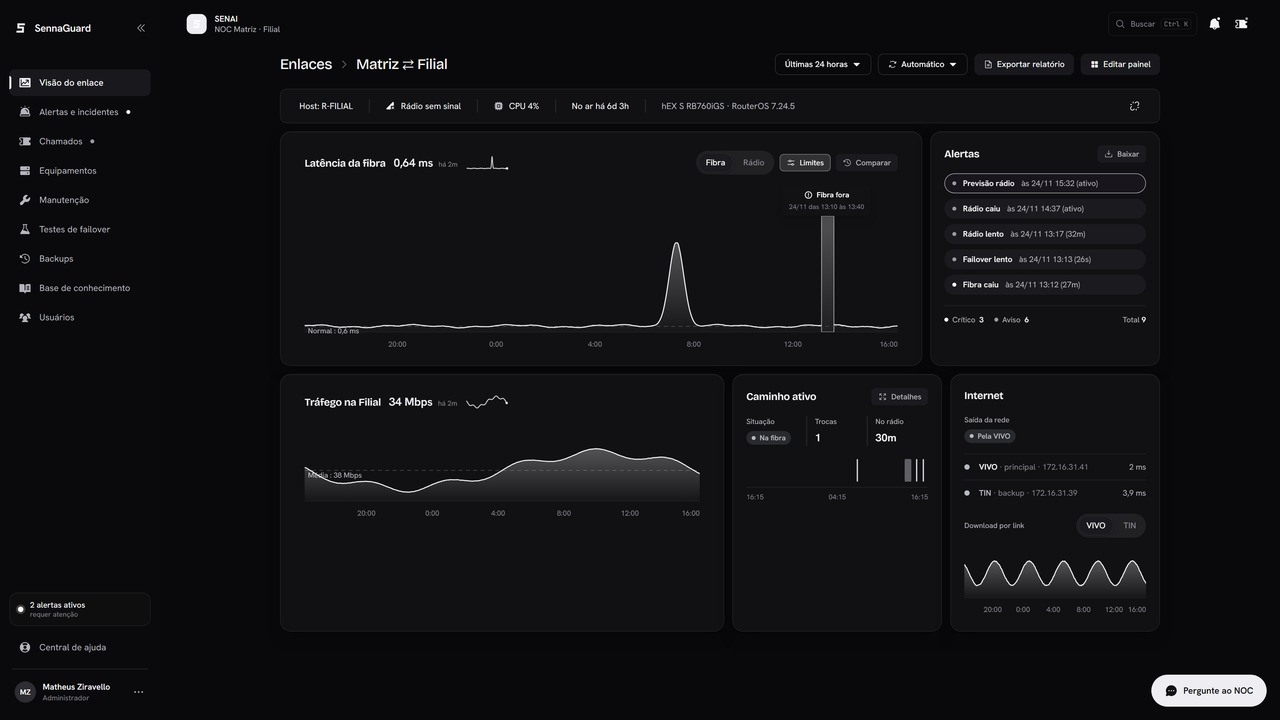 SennaGuard
Visão do enlace
Alertas e incidentes
Chamados
Equipamentos
Manutenção
Testes de failover
Backups
Base de conhecimento
Usuários
2 alertas ativos
requer atenção
Central de ajuda
MZ
Matheus Ziravello
Administrador
SENAI
NOC Matriz · Filial
Buscar Ctrl K
Enlaces > Matriz ⇄ Filial
Últimas 24 horas
Automático
Exportar relatório
Editar painel
Host: R-FILIAL
Rádio sem sinal
CPU 4%
No ar há 6d 3h
hEX S RB760iGS · RouterOS 7.24.5
Latência da fibra 0,64 ms há 2m
Fibra Rádio
Limites
Comparar
Fibra fora
24/11 das 13:10 às 13:40
Normal : 0,6 ms
20:00 0:00 4:00 8:00 12:00 16:00
Alertas
Baixar
Previsão rádio às 24/11 15:32 (ativo)
Rádio caiu às 24/11 14:37 (ativo)
Rádio lento às 24/11 13:17 (32m)
Failover lento às 24/11 13:13 (26s)
Fibra caiu às 24/11 13:12 (27m)
Crítico 3 Aviso 6 Total 9
Tráfego na Filial 34 Mbps há 2m
Média : 38 Mbps
20:00 0:00 4:00 8:00 12:00 16:00
Caminho ativo
Detalhes
Situação Trocas No rádio
Na fibra 1 30m
16:15 04:15 16:15
Internet
Saída da rede
Pela VIVO
VIVO · principal · 172.16.31.41 2 ms
TIN · backup · 172.16.31.39 3,9 ms
Download por link VIVO TIN
20:00 0:00 4:00 8:00 12:00 16:00
Pergunte ao NOC